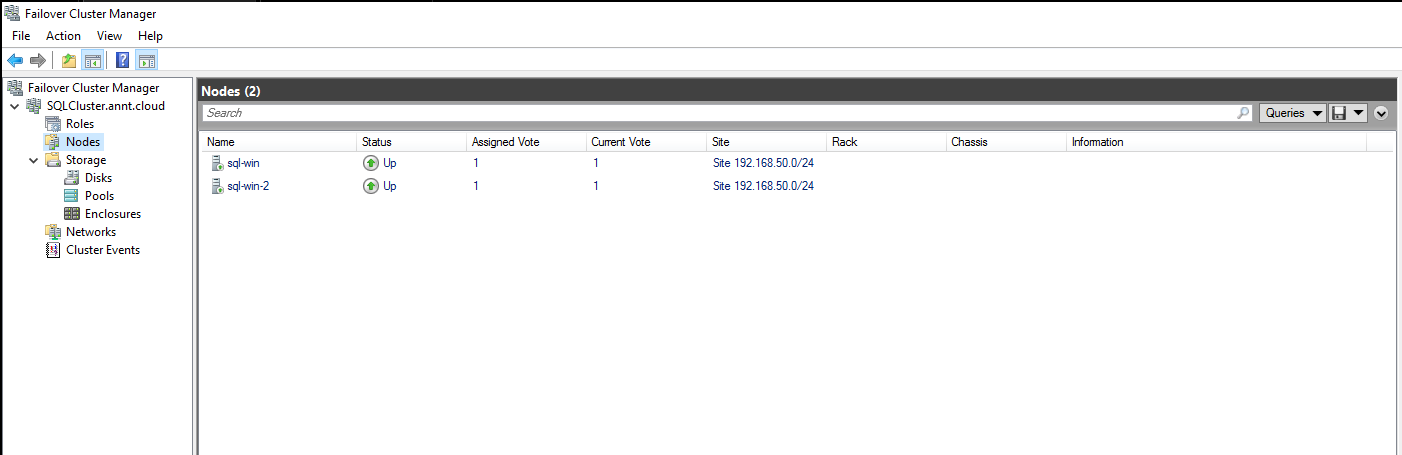 Failover Cluster Manager
File Action View Help
Failover Cluster Manager
SQLCluster.annt.cloud
Roles
Nodes
Storage
Disks
Pools
Enclosures
Networks
Cluster Events
Nodes (2)
Search
Queries
Name Status Assigned Vote Current Vote Site Rack Chassis Information
sql-win Up 1 1 Site 192.168.50.0/24
sql-win-2 Up 1 1 Site 192.168.50.0/24